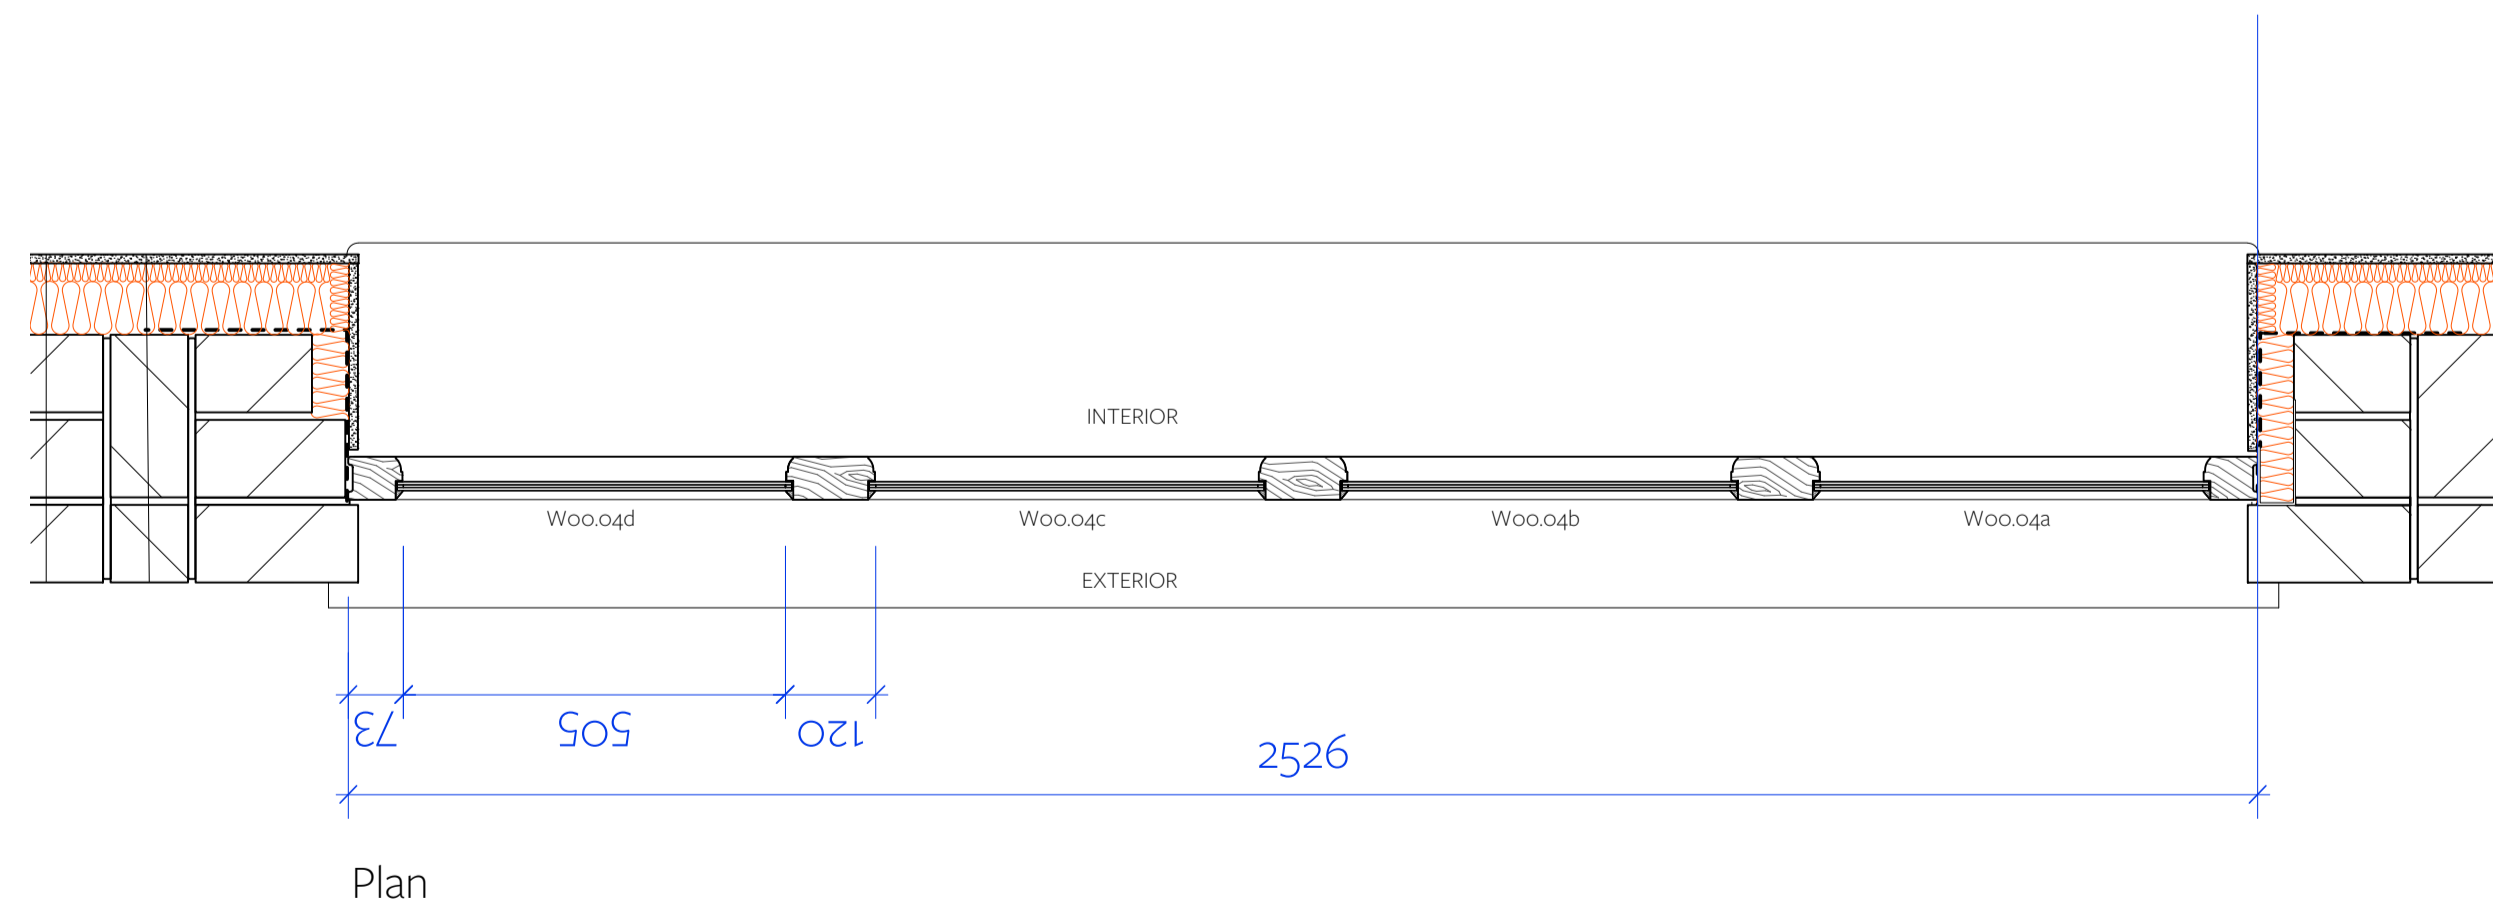 INTERIOR
W00.04d
W00.04c
W00.04b
W00.04a
EXTERIOR
73
505
120
2526
Plan